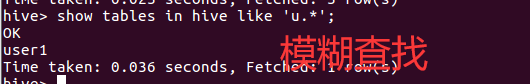 hive> show tables in hive like 'u.*';
OK
user1
模糊查找
Time taken: 0.036 seconds, Fetched: 1 row(s)
hive>